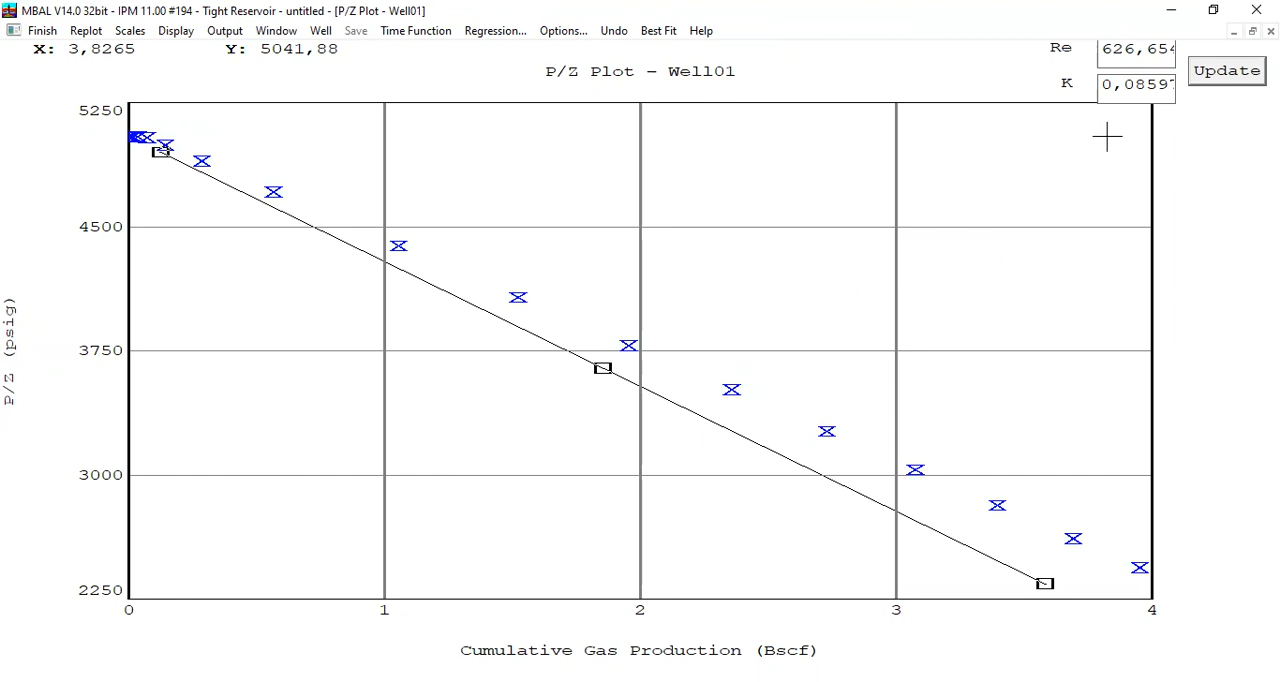 MBAL V14.0 32bit - IPM 11.00 #194 - Tight Reservoir - untitled - [P/Z Plot - Well01]
Finish Replot Scales Display Output Window Well Save Time Function Regression... Options... Undo Best Fit Help
X: 3,8265 Y: 5041,88
Re 626,654
K 0,0859
Update
P/Z Plot - Well01
5250
4500
3750
3000
2250
P/Z (psig)
0 1 2 3 4
Cumulative Gas Production (Bscf)